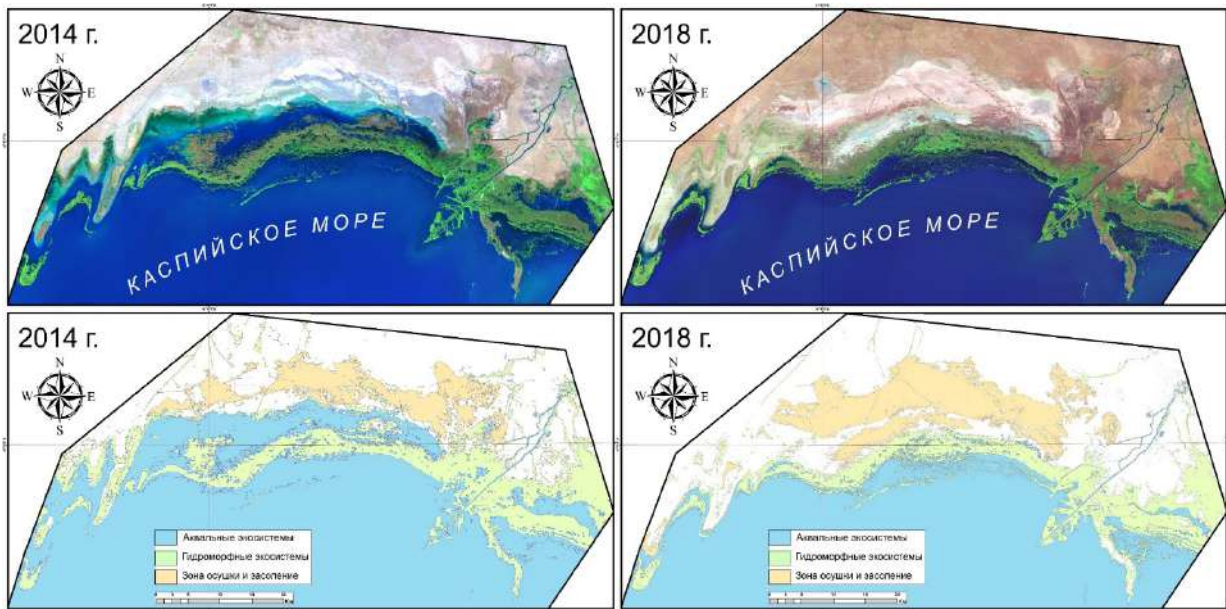 2014 г.
N
W E
S
КАСПИЙСКОЕ МОРЕ
2018 г.
N
W E
S
КАСПИЙСКОЕ МОРЕ
2014 г.
N
W E
S
Аквальные экосистемы
Гидроморфные экосистемы
Зона осушки и засоление
2018 г.
N
W E
S
Аквальные экосистемы
Гидроморфные экосистемы
Зона осушки и засоление